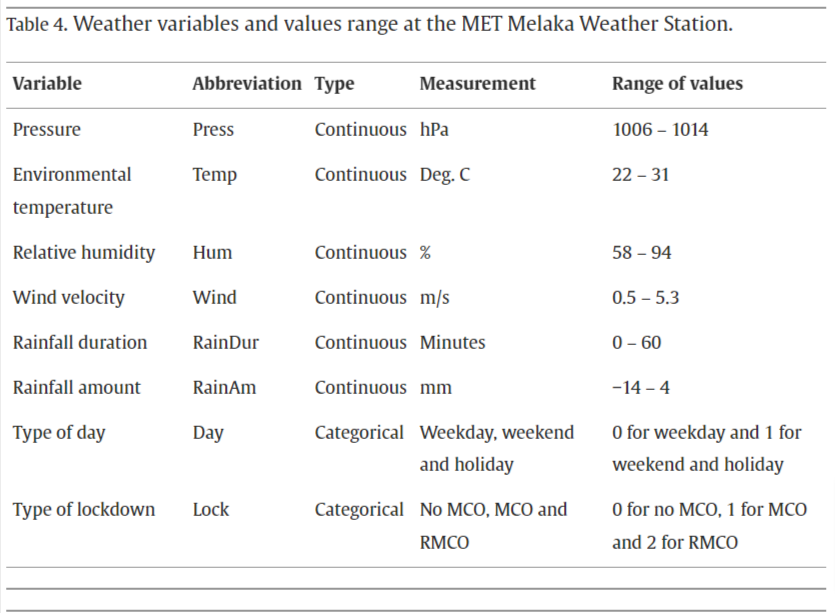 Table 4. Weather variables and values range at the MET Melaka Weather Station.
Variable Abbreviation Type Measurement Range of values
Pressure Press Continuous hPa 1006 – 1014
Environmental temperature Temp Continuous Deg. C 22 – 31
Relative humidity Hum Continuous % 58 – 94
Wind velocity Wind Continuous m/s 0.5 – 5.3
Rainfall duration RainDur Continuous Minutes 0 – 60
Rainfall amount RainAm Continuous mm −14 – 4
Type of day Day Categorical Weekday, weekend and holiday 0 for weekday and 1 for weekend and holiday
Type of lockdown Lock Categorical No MCO, MCO and RMCO 0 for no MCO, 1 for MCO and 2 for RMCO